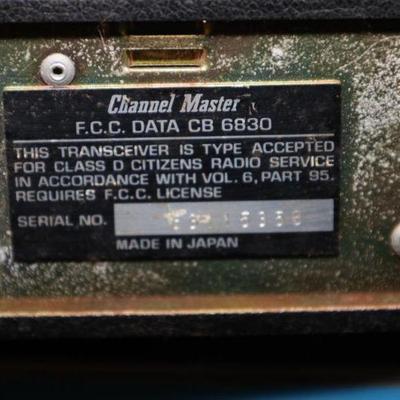 Channel Master
F.C.C. DATA CB 6830
THIS TRANSCEIVER IS TYPE ACCEPTED
FOR CLASS D CITIZENS RADIO SERVICE
IN ACCORDANCE WITH VOL. 6, PART 95.
REQUIRES F.C.C. LICENSE
SERIAL NO.
MADE IN JAPAN